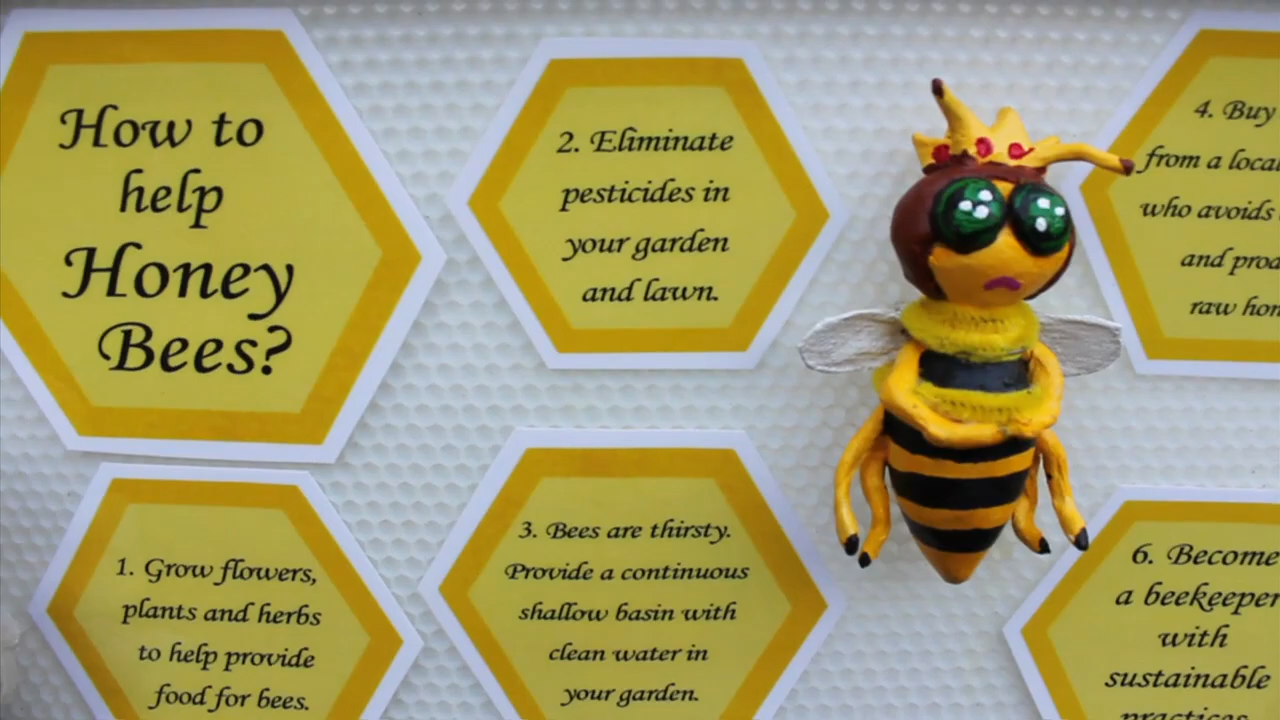 How to
help
Honey
Bees?
1. Grow flowers,
plants and herbs
to help provide
food for bees.
2. Eliminate
pesticides in
your garden
and lawn.
3. Bees are thirsty.
Provide a continuous
shallow basin with
clean water in
your garden.
4. Buy
from a local
who avoids
and
raw
6. Become
a beekeeper
with
sustainable
practices